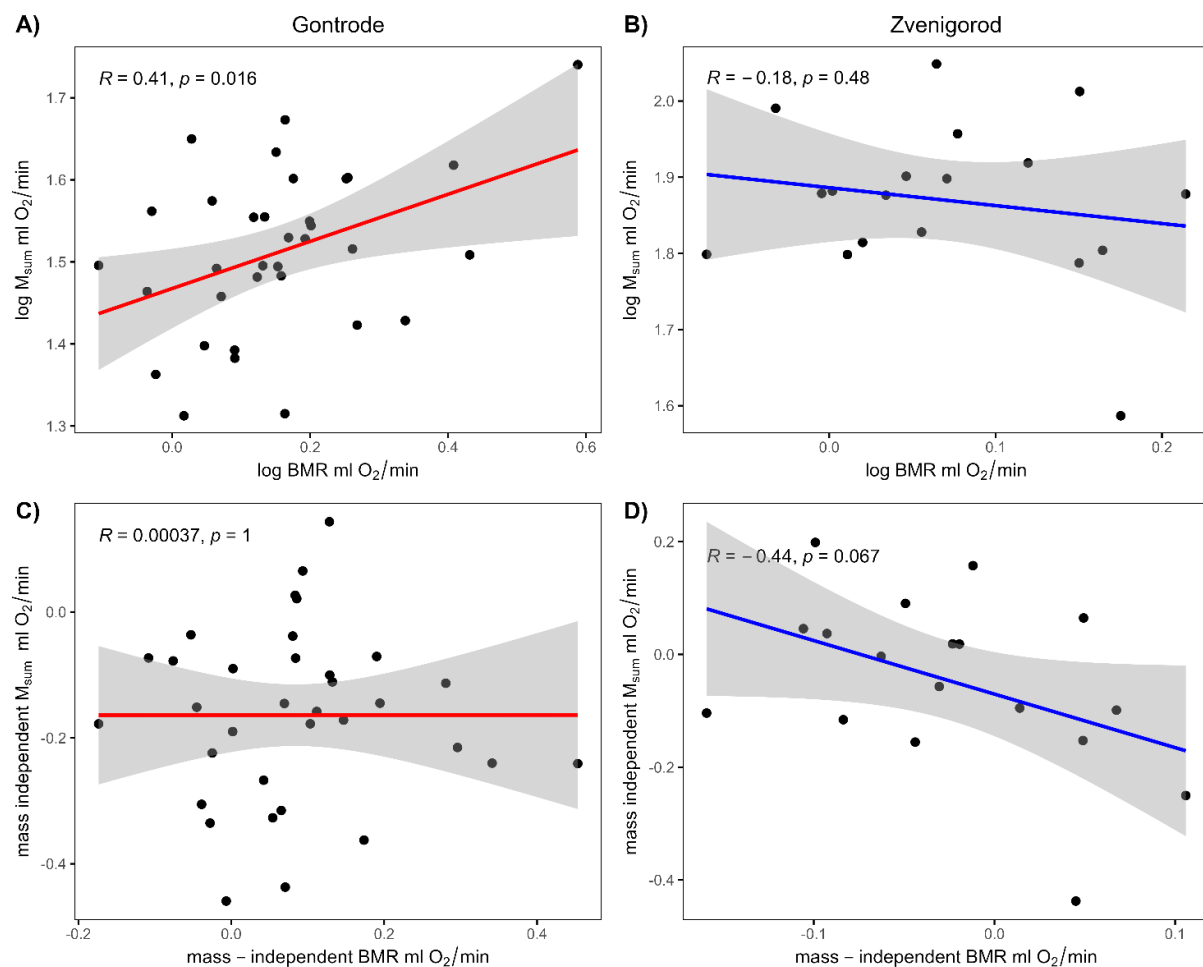 A) Gontrode
R = 0.41, p = 0.016
1.7
1.6
1.5
1.4
1.3
log Msum ml O2/min
0.0 0.2 0.4 0.6
log BMR ml O2/min
B) Zvenigorod
R = −0.18, p = 0.48
2.0
1.9
1.8
1.7
1.6
log Msum ml O2/min
0.0 0.1 0.2
log BMR ml O2/min
C)
R = 0.00037, p = 1
0.0
-0.2
-0.4
mass independent Msum ml O2/min
-0.2 0.0 0.2 0.4
mass − independent BMR ml O2/min
D)
R = −0.44, p = 0.067
0.2
0.0
-0.2
-0.4
mass independent Msum ml O2/min
-0.1 0.0 0.1
mass − independent BMR ml O2/min